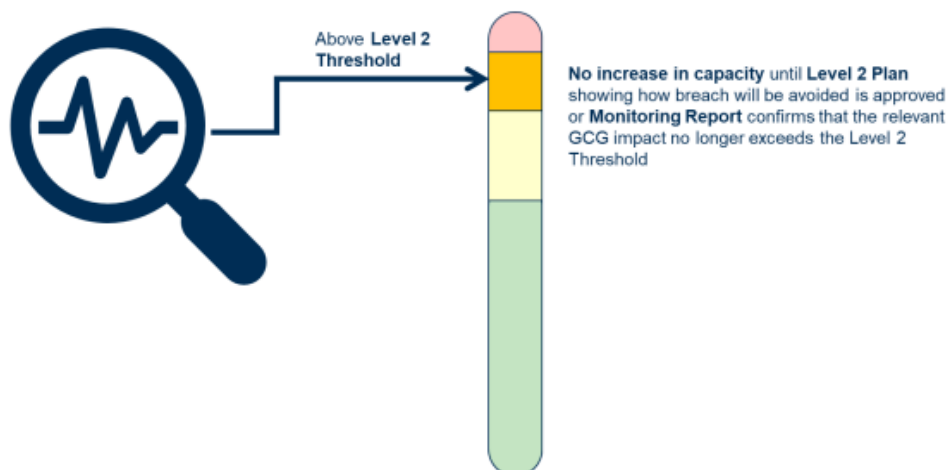 Above Level 2
Threshold
No increase in capacity until Level 2 Plan
showing how breach will be avoided is approved
or Monitoring Report confirms that the relevant
GCG impact no longer exceeds the Level 2
Threshold